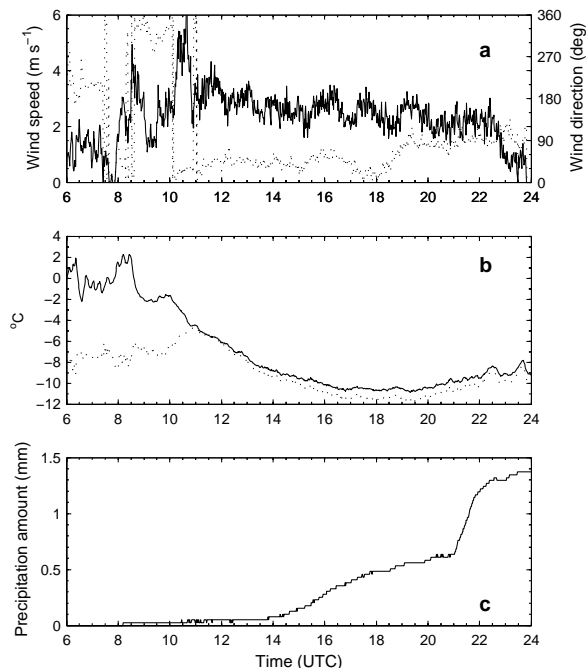 6
4
2
0
Wind speed (m s⁻¹)
a
360
270
180
90
0
Wind direction (deg)
6 8 10 12 14 16 18 20 22 24
4
2
0
−2
−4
−6
−8
−10
−12
°C
b
6 8 10 12 14 16 18 20 22 24
1.5
1
0.5
0
Precipitation amount (mm)
c
6 8 10 12 14 16 18 20 22 24
Time (UTC)